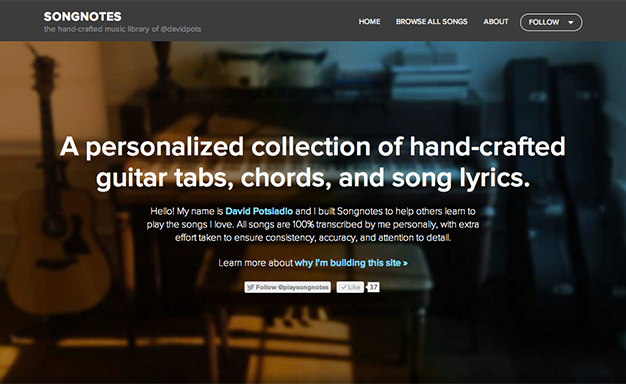 SONGNOTES
the hand-crafted music library of @davidpots
HOME BROWSE ALL SONGS ABOUT FOLLOW
A personalized collection of hand-crafted
guitar tabs, chords, and song lyrics.
Hello! My name is David Potsiadlo and I built Songnotes to help others learn to
play the songs I love. All songs are 100% transcribed by me personally, with extra
effort taken to ensure consistency, accuracy, and attention to detail.
Learn more about why I'm building this site »
Follow @playsongnotes Like 37